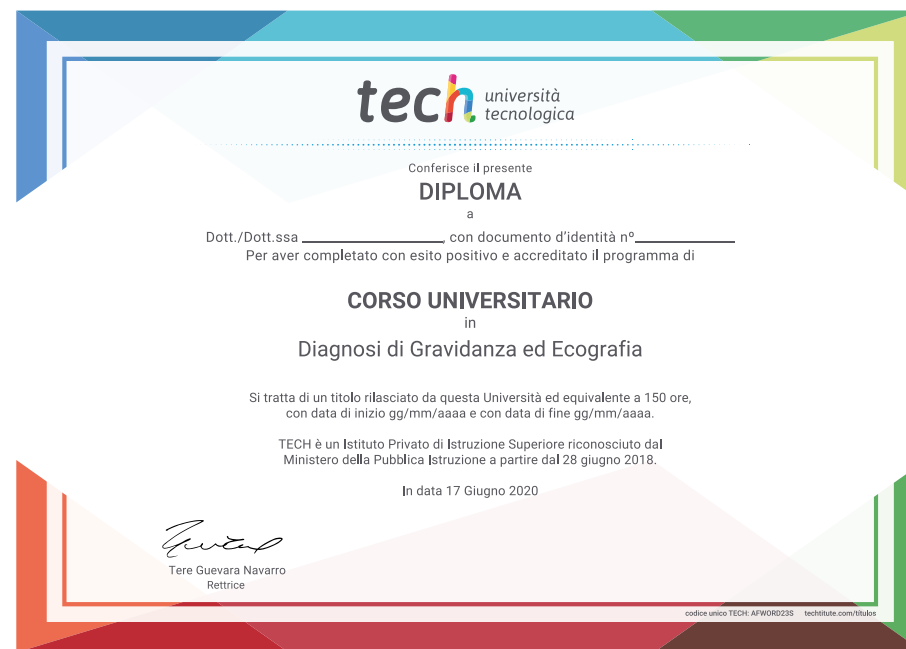 tech università
tecnologica
Conferisce il presente
DIPLOMA
a
Dott./Dott.ssa ____________, con documento d'identità nº_________
Per aver completato con esito positivo e accreditato il programma di
CORSO UNIVERSITARIO
in
Diagnosi di Gravidanza ed Ecografia
Si tratta di un titolo rilasciato da questa Università ed equivalente a 150 ore,
con data di inizio gg/mm/aaaa e con data di fine gg/mm/aaaa.
TECH è un Istituto Privato di Istruzione Superiore riconosciuto dal
Ministero della Pubblica Istruzione a partire dal 28 giugno 2018.
In data 17 Giugno 2020
Tere Guevara Navarro
Rettrice
codice unico TECH: AFWORD23S techtitute.com/titulos